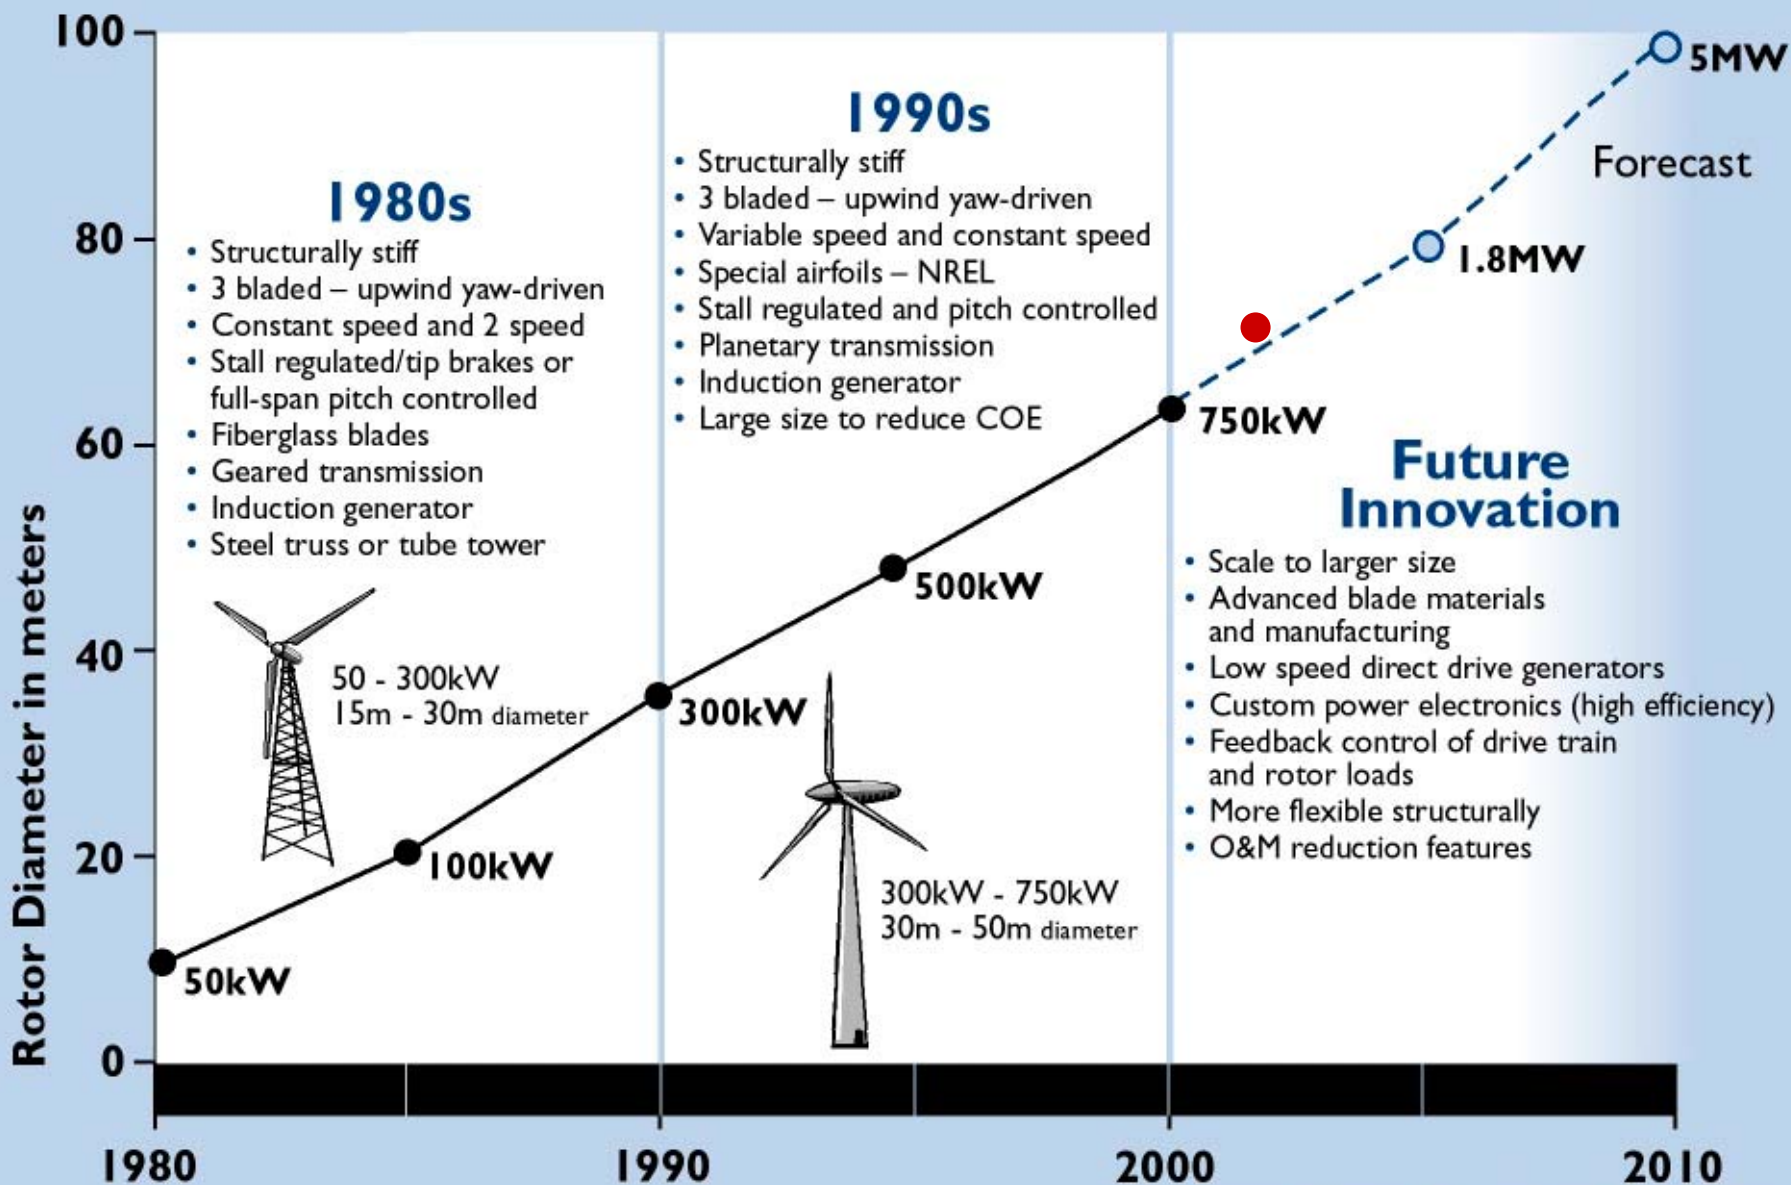 Rotor Diameter in meters
100
80
60
40
20
0
1980s
• Structurally stiff
• 3 bladed – upwind yaw-driven
• Constant speed and 2 speed
• Stall regulated/tip brakes or
full-span pitch controlled
• Fiberglass blades
• Geared transmission
• Induction generator
• Steel truss or tube tower
50 - 300kW
15m - 30m diameter
50kW
100kW
300kW
1990s
• Structurally stiff
• 3 bladed – upwind yaw-driven
• Variable speed and constant speed
• Special airfoils – NREL
• Stall regulated and pitch controlled
• Planetary transmission
• Induction generator
• Large size to reduce COE
500kW
300kW - 750kW
30m - 50m diameter
750kW
1.8MW
5MW
Forecast
Future
Innovation
• Scale to larger size
• Advanced blade materials
and manufacturing
• Low speed direct drive generators
• Custom power electronics (high efficiency)
• Feedback control of drive train
and rotor loads
• More flexible structurally
• O&M reduction features
1980
1990
2000
2010